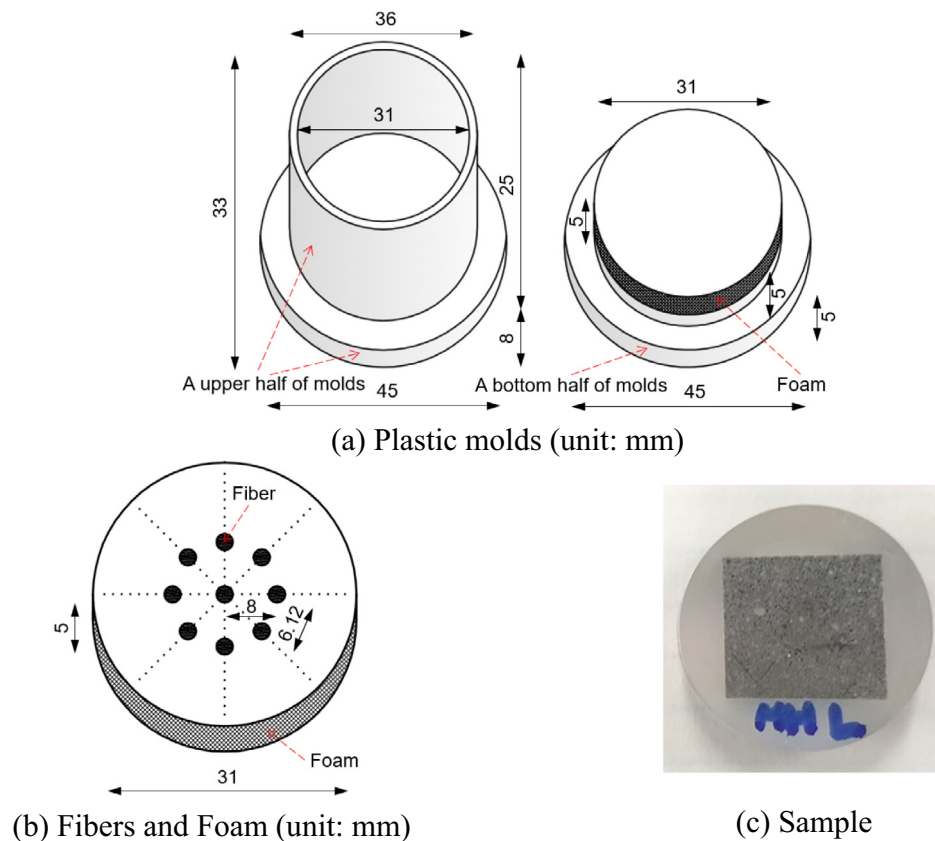 36
31
33
25
8
A upper half of molds
45
31
5
5
5
A bottom half of molds
Foam
45
(a) Plastic molds (unit: mm)
Fiber
8
6.12
5
Foam
31
(b) Fibers and Foam (unit: mm)
HM L
(c) Sample